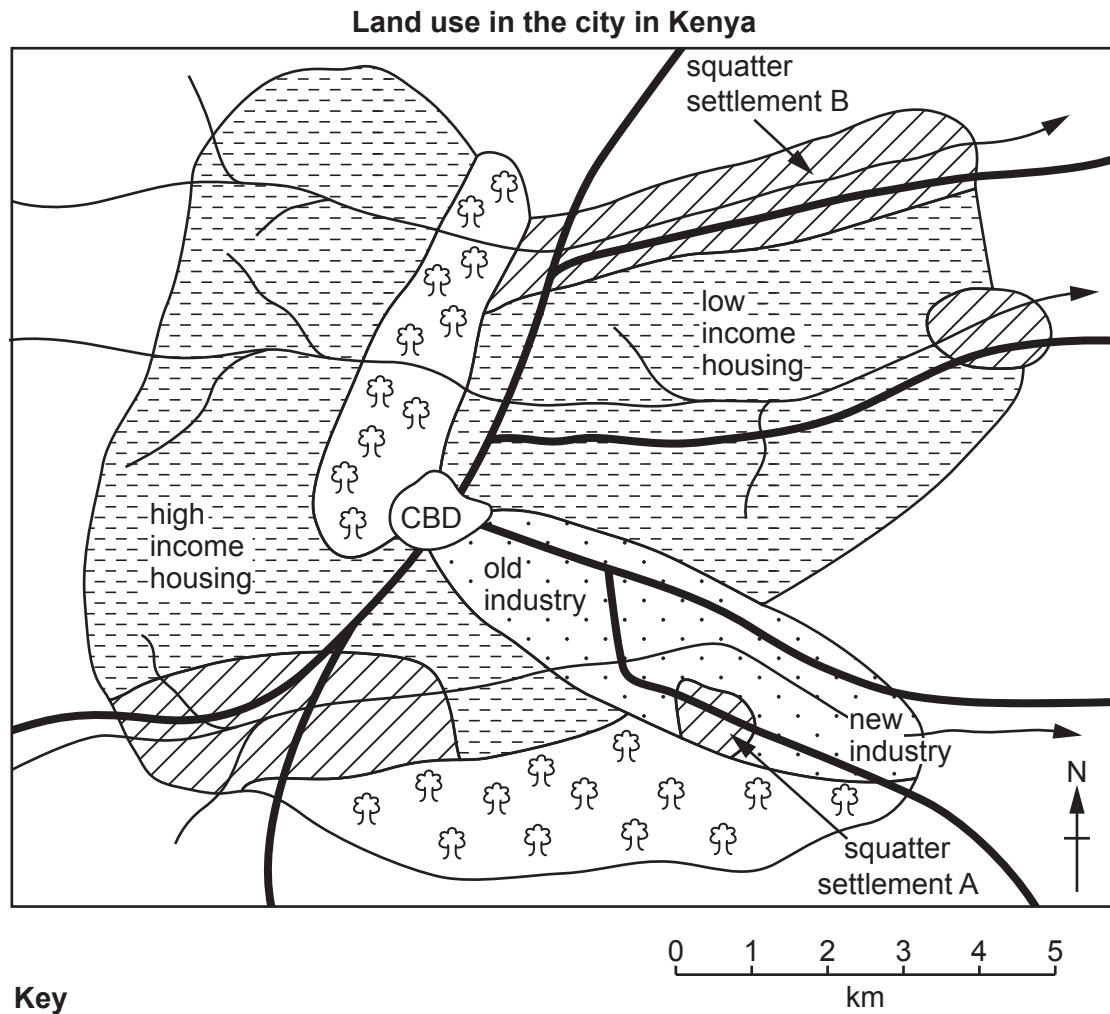 Land use in the city in Kenya
squatter
settlement B
low
income
housing
CBD
high
income
housing
old
industry
new
industry
N
squatter
settlement A
0 1 2 3 4 5
km
Key